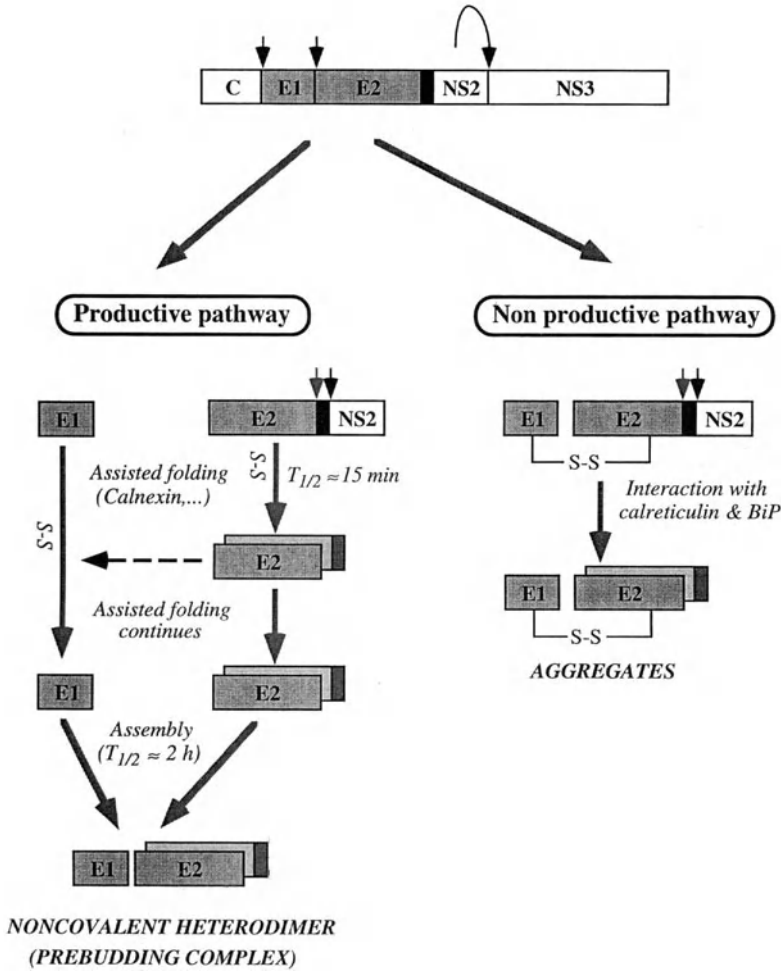 C E1 E2 NS2 NS3
Productive pathway
Non productive pathway
E1 E2 NS2
S-S
Assisted folding
(Calnexin,...)
T1/2 ≈ 15 min
S-S
E2
Assisted folding
continues
E1 E2
Assembly
(T1/2 ≈ 2 h)
E1 E2
NONCOVALENT HETERODIMER
(PREBUDDING COMPLEX)
E1 E2 NS2
S-S
Interaction with
calreticulin & BiP
E1 E2
S-S
AGGREGATES